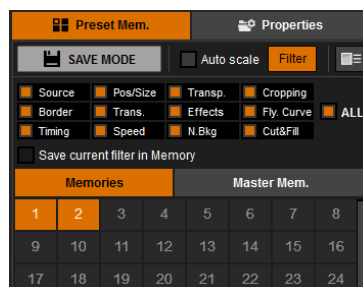 Preset Mem. Properties
SAVE MODE Auto scale Filter
Source Pos/Size Transp. Cropping
Border Trans. Effects Fly. Curve ALL
Timing Speed N.Bkg Cut&Fill
Save current filter in Memory
Memories Master Mem.
1 2 3 4 5 6 7 8
9 10 11 12 13 14 15 16
17 18 19 20 21 22 23 24